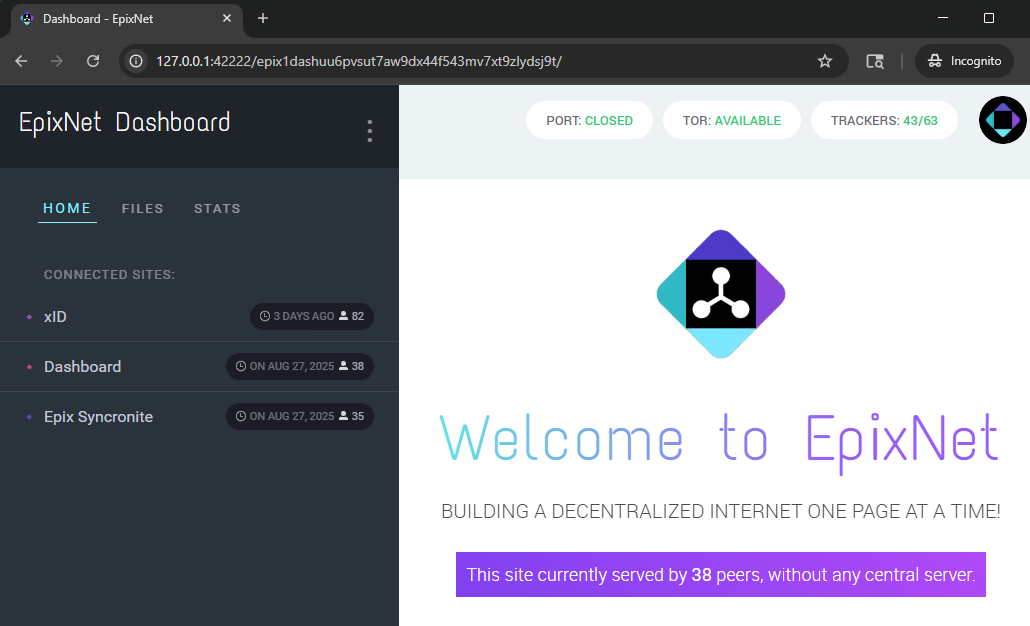 Dashboard - EpixNet
127.0.0.1:42222/epix1dashuu6pvsut7aw9dx44f543mv7xt9zlydsj9t/
Incognito
EpixNet Dashboard
PORT: CLOSED
TOR: AVAILABLE
TRACKERS: 43/63
HOME FILES STATS
CONNECTED SITES:
xID 3 DAYS AGO 82
Dashboard ON AUG 27, 2025 38
Epix Syncronite ON AUG 27, 2025 35
Welcome to EpixNet
BUILDING A DECENTRALIZED INTERNET ONE PAGE AT A TIME!
This site currently served by 38 peers, without any central server.